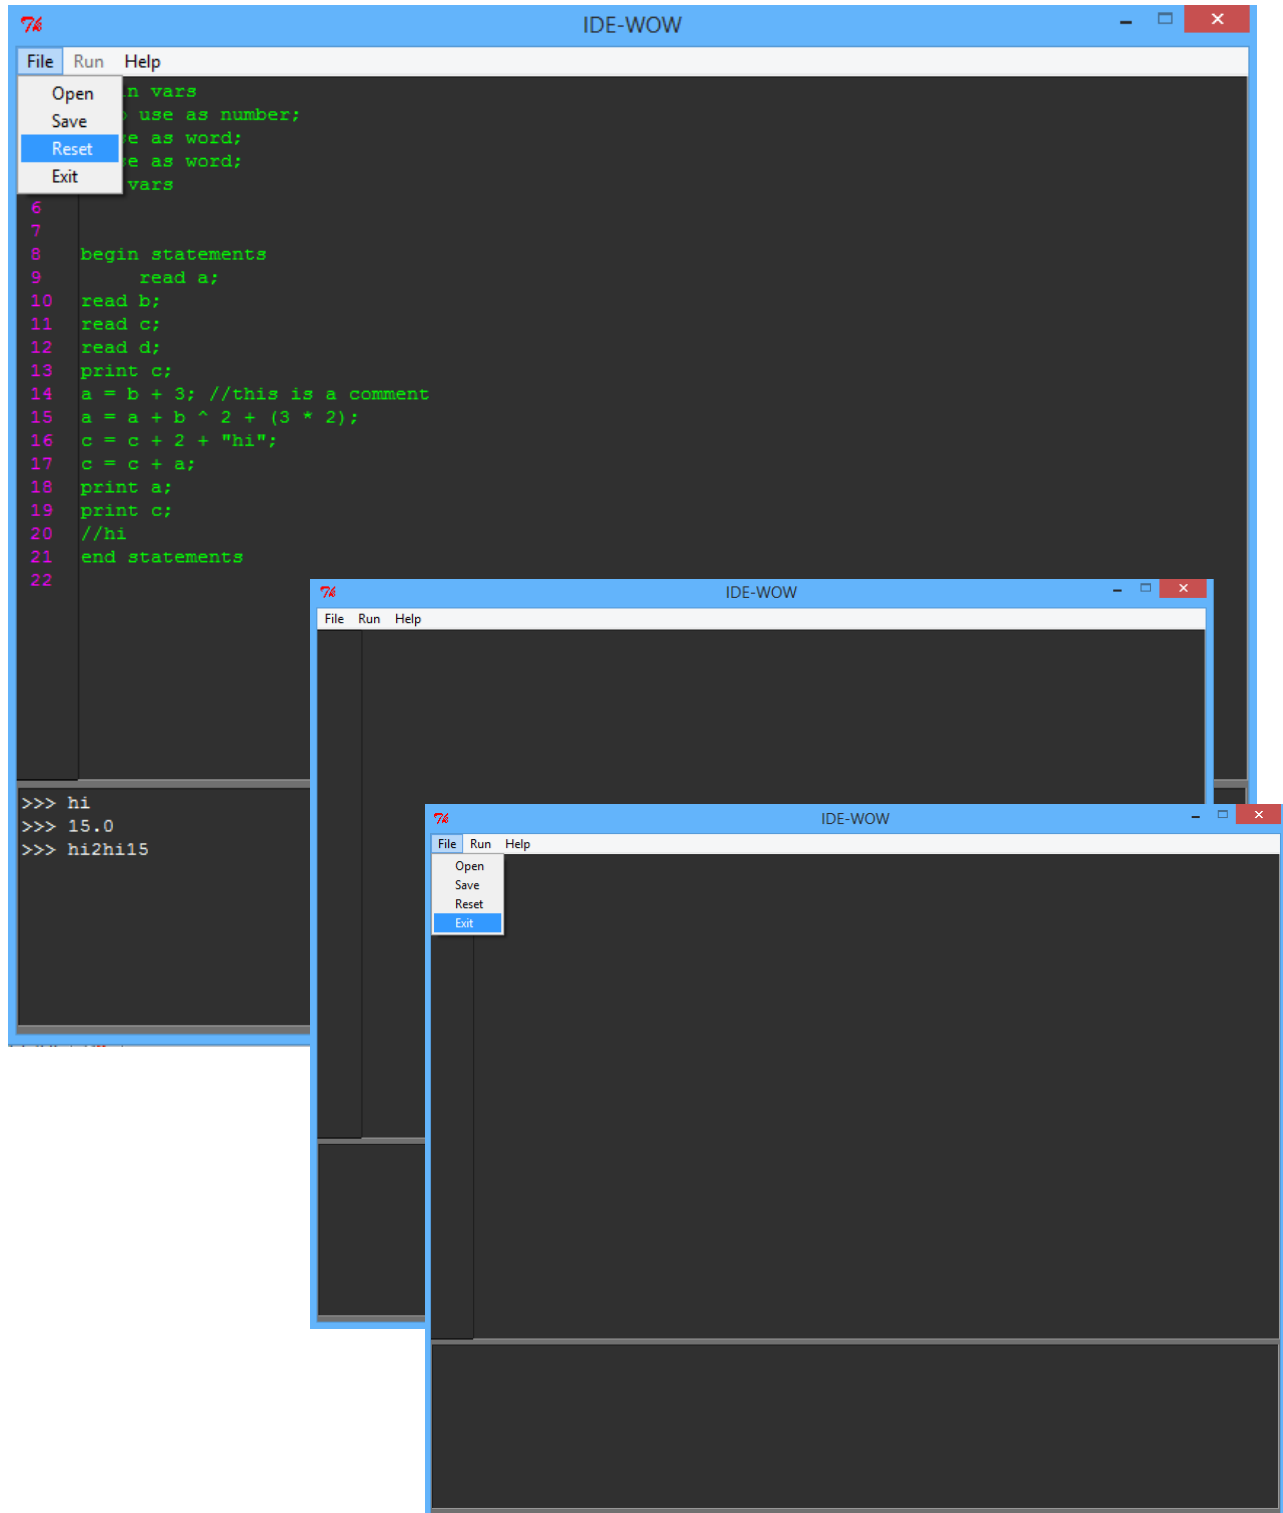 IDE-WOW
File Run Help
Open
Save
Reset
Exit
vars
use as number;
as word;
as word;
vars
6
7
8 begin statements
9 read a;
10 read b;
11 read c;
12 read d;
13 print c;
14 a = b + 3; //this is a comment
15 a = a + b ^ 2 + (3 * 2);
16 c = c + 2 + "hi";
17 c = c + a;
18 print a;
19 print c;
20 //hi
21 end statements
22
>>> hi
>>> 15.0
>>> hi2hi15
IDE-WOW
File Run Help
IDE-WOW
File Run Help
Open
Save
Reset
Exit